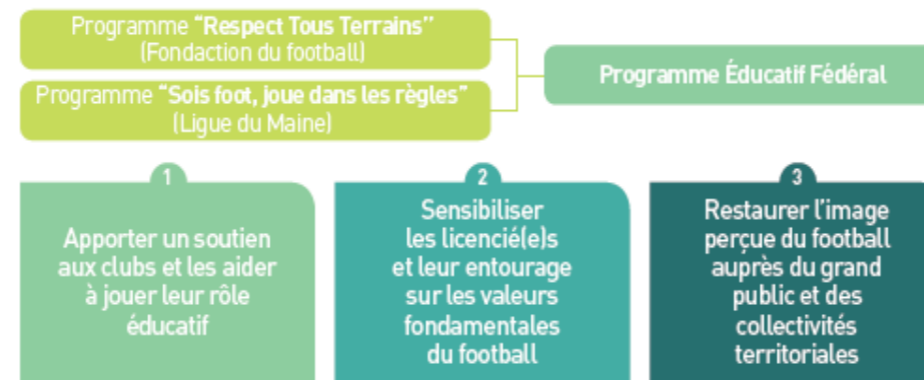 Programme “Respect Tous Terrains’’
(Fondaction du football)
Programme “Sois foot, joue dans les règles”
(Ligue du Maine)
Programme Éducatif Fédéral
1
Apporter un soutien
aux clubs et les aider
à jouer leur rôle
éducatif
2
Sensibiliser
les licencié(e)s
et leur entourage
sur les valeurs
fondamentales
du football
3
Restaurer l’image
perçue du football
auprès du grand
public et des
collectivités
territoriales